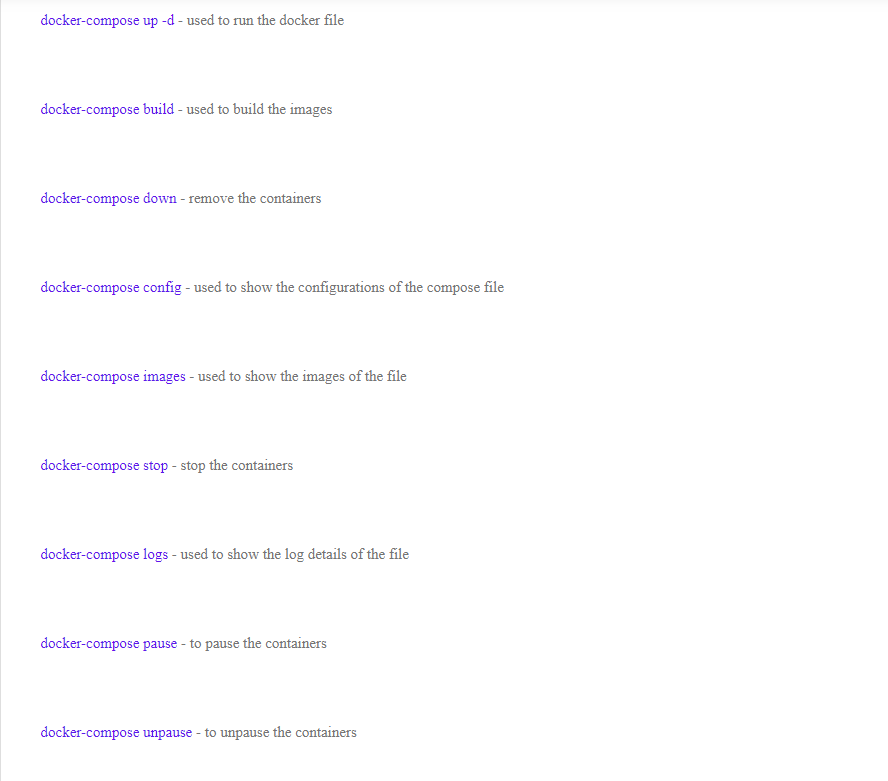 docker-compose up -d - used to run the docker file
docker-compose build - used to build the images
docker-compose down - remove the containers
docker-compose config - used to show the configurations of the compose file
docker-compose images - used to show the images of the file
docker-compose stop - stop the containers
docker-compose logs - used to show the log details of the file
docker-compose pause - to pause the containers
docker-compose unpause - to unpause the containers